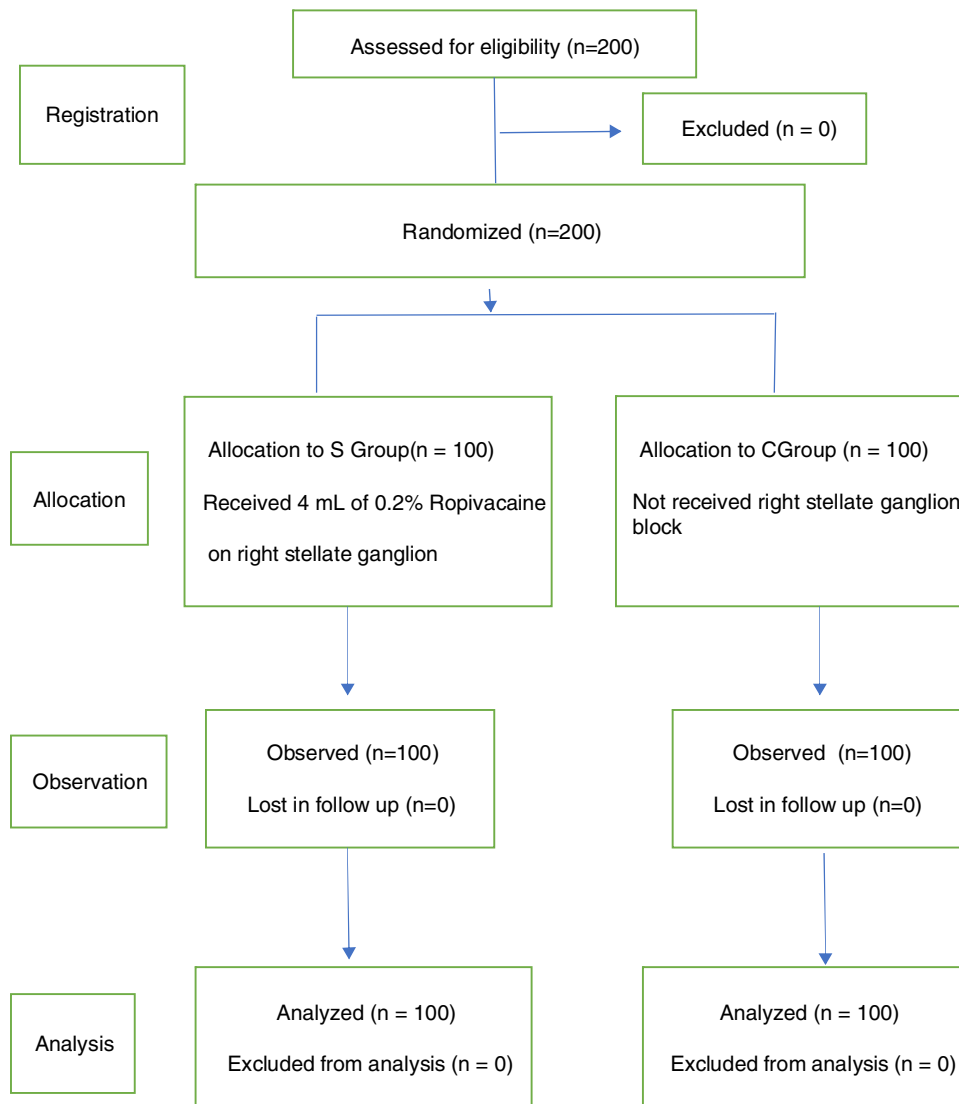 Assessed for eligibility (n=200)
Registration
Excluded (n = 0)
Randomized (n=200)
Allocation
Allocation to S Group(n = 100)
Received 4 mL of 0.2% Ropivacaine
on right stellate ganglion
Allocation to CGroup (n = 100)
Not received right stellate ganglion
block
Observation
Observed (n=100)
Lost in follow up (n=0)
Observed (n=100)
Lost in follow up (n=0)
Analysis
Analyzed (n = 100)
Excluded from analysis (n = 0)
Analyzed (n = 100)
Excluded from analysis (n = 0)